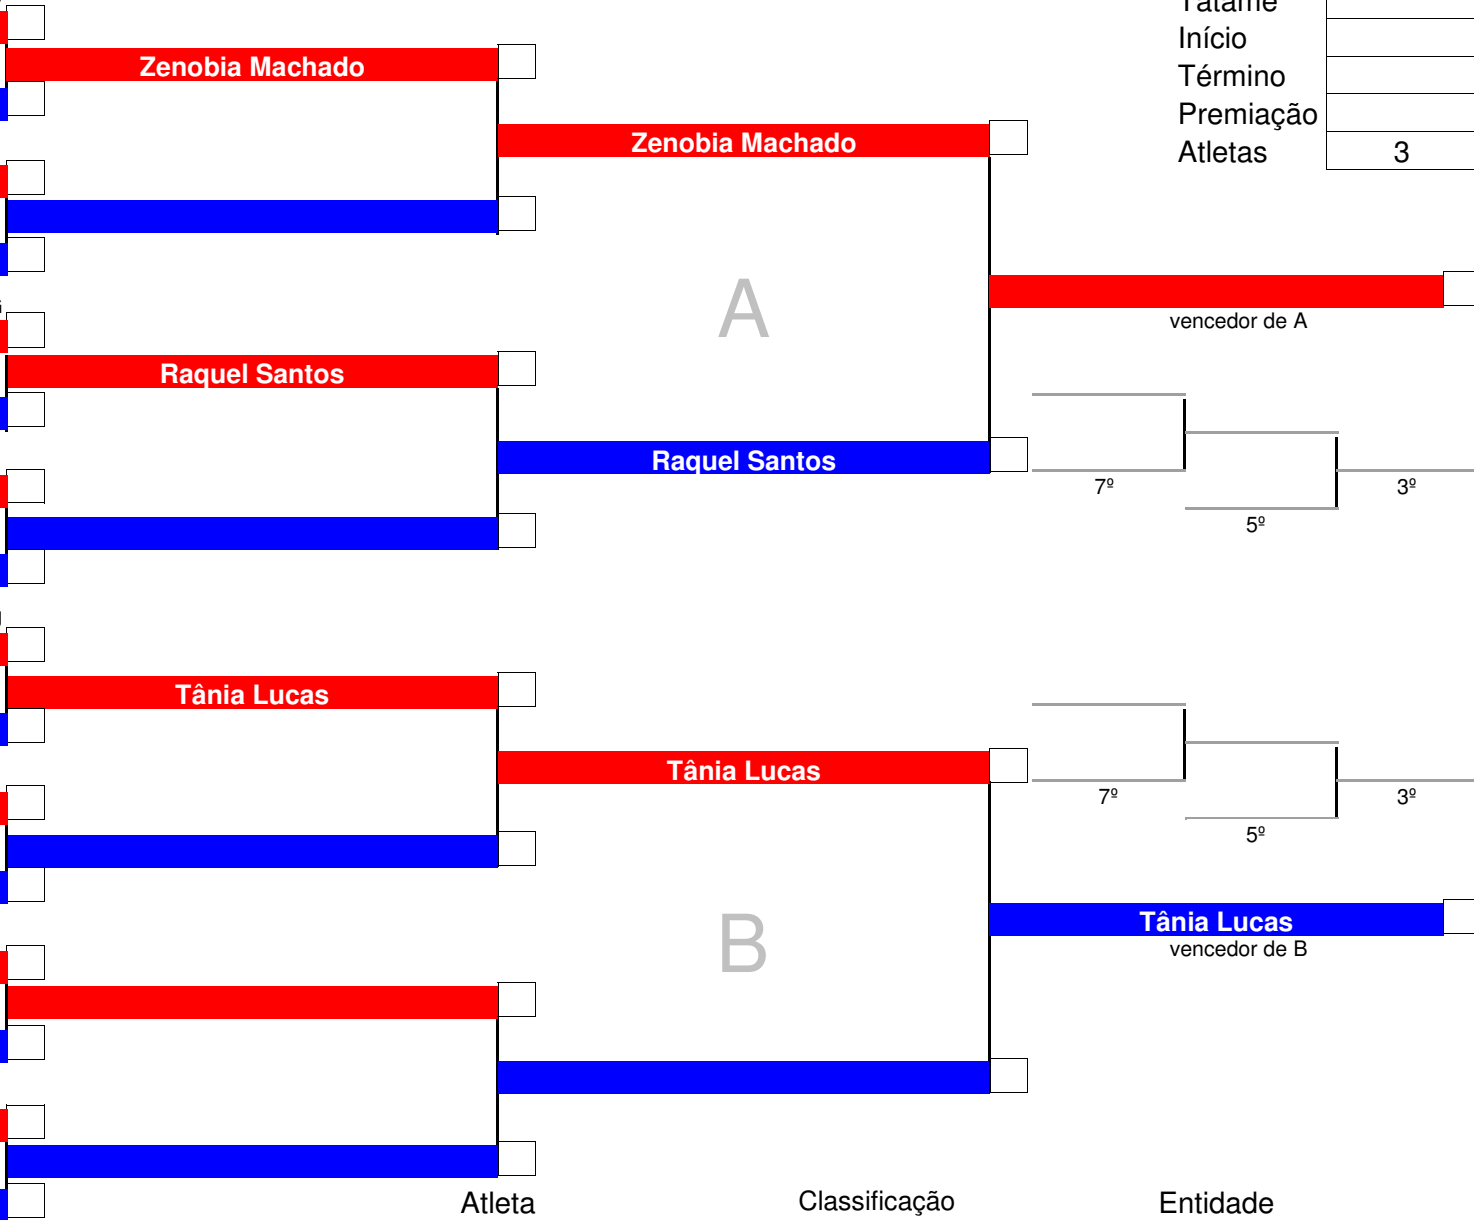 Tatame
Início
Zenobia Machado
Término
Premiação
Zenobia Machado
Atletas 3
A
vencedor de A
Raquel Santos
Raquel Santos
7º 3º
5º
Tânia Lucas
Tânia Lucas
7º 3º
5º
Tânia Lucas
B
vencedor de B
Atleta Classificação Entidade